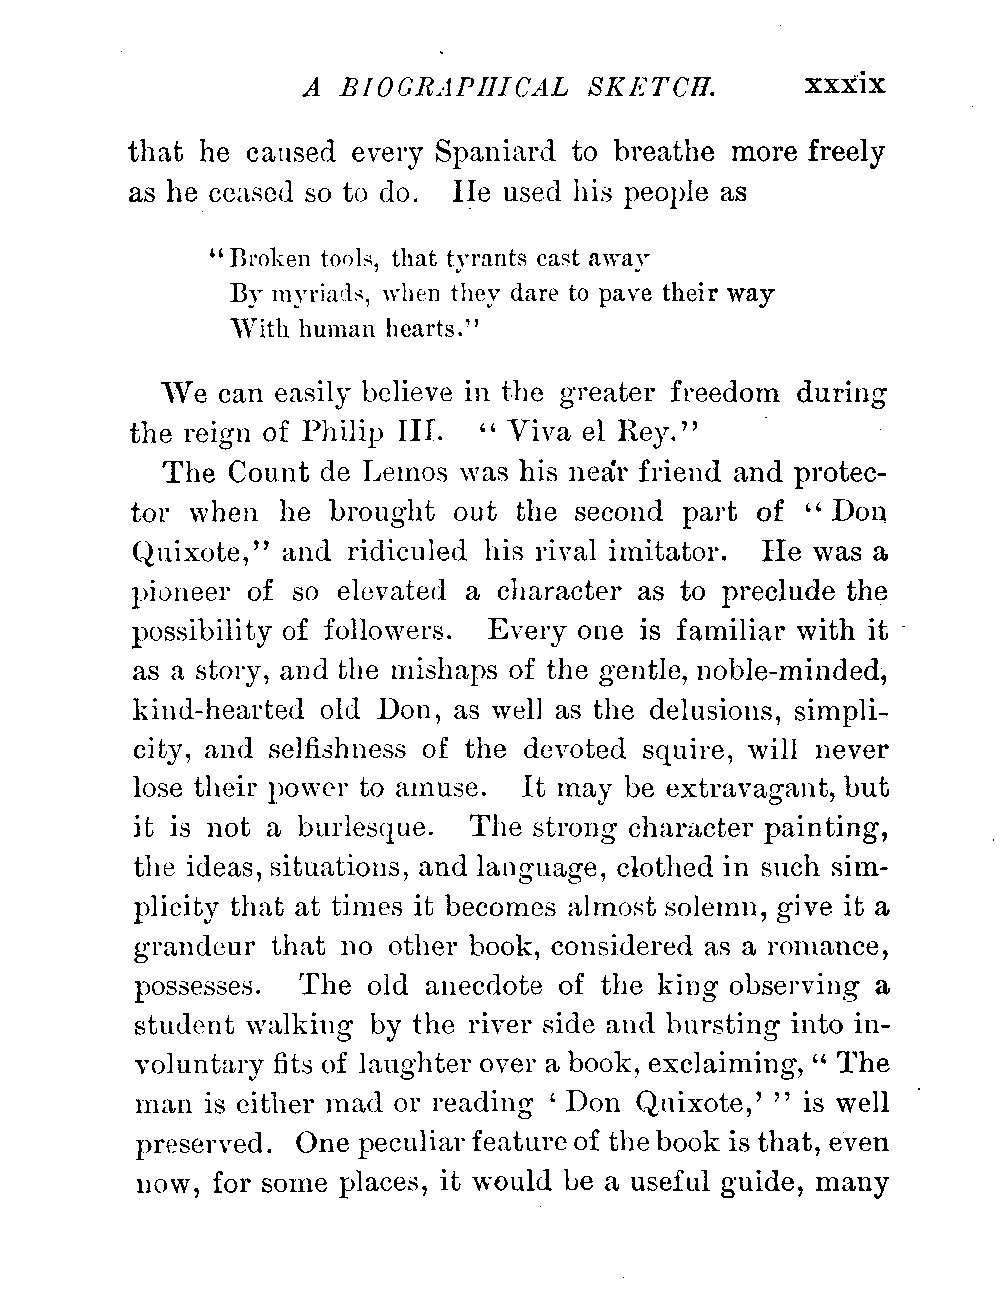 A BIOGRAPHICAL SKETCH. xxxix
that he caused every Spaniard to breathe more freely
as he ceased so to do. He used his people as
“Broken tools, that tyrants cast away
By myriads, when they dare to pave their way
With human hearts.”
We can easily believe in the greater freedom during
the reign of Philip III. “Viva el Rey.”
The Count de Lemos was his near friend and protec-
tor when he brought out the second part of “Don
Quixote,” and ridiculed his rival imitator. He was a
pioneer of so elevated a character as to preclude the
possibility of followers. Every one is familiar with it
as a story, and the mishaps of the gentle, noble-minded,
kind-hearted old Don, as well as the delusions, simpli-
city, and selfishness of the devoted squire, will never
lose their power to amuse. It may be extravagant, but
it is not a burlesque. The strong character painting,
the ideas, situations, and language, clothed in such sim-
plicity that at times it becomes almost solemn, give it a
grandeur that no other book, considered as a romance,
possesses. The old anecdote of the king observing a
student walking by the river side and bursting into in-
voluntary fits of laughter over a book, exclaiming, “The
man is either mad or reading ‘Don Quixote,’” is well
preserved. One peculiar feature of the book is that, even
now, for some places, it would be a useful guide, many